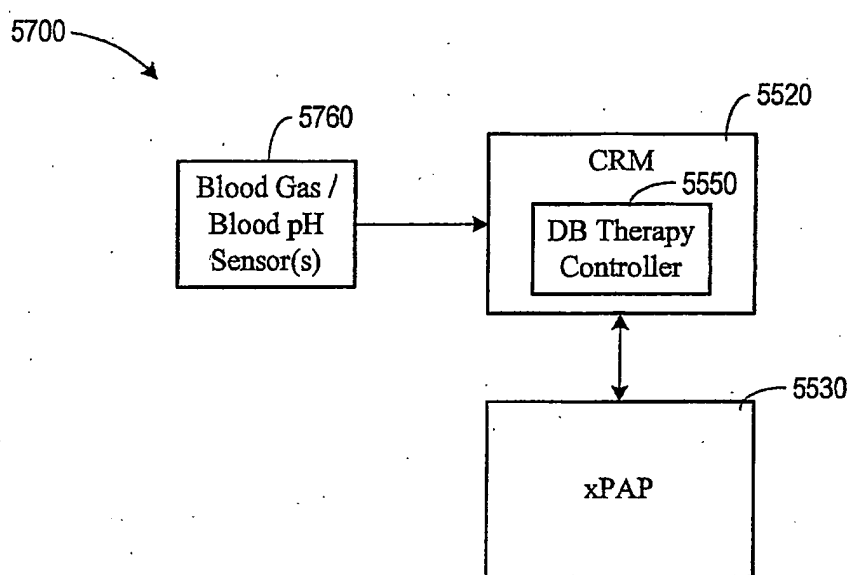 5700
5760
Blood Gas /
Blood pH
Sensor(s)
5520
CRM
5550
DB Therapy
Controller
5530
xPAP